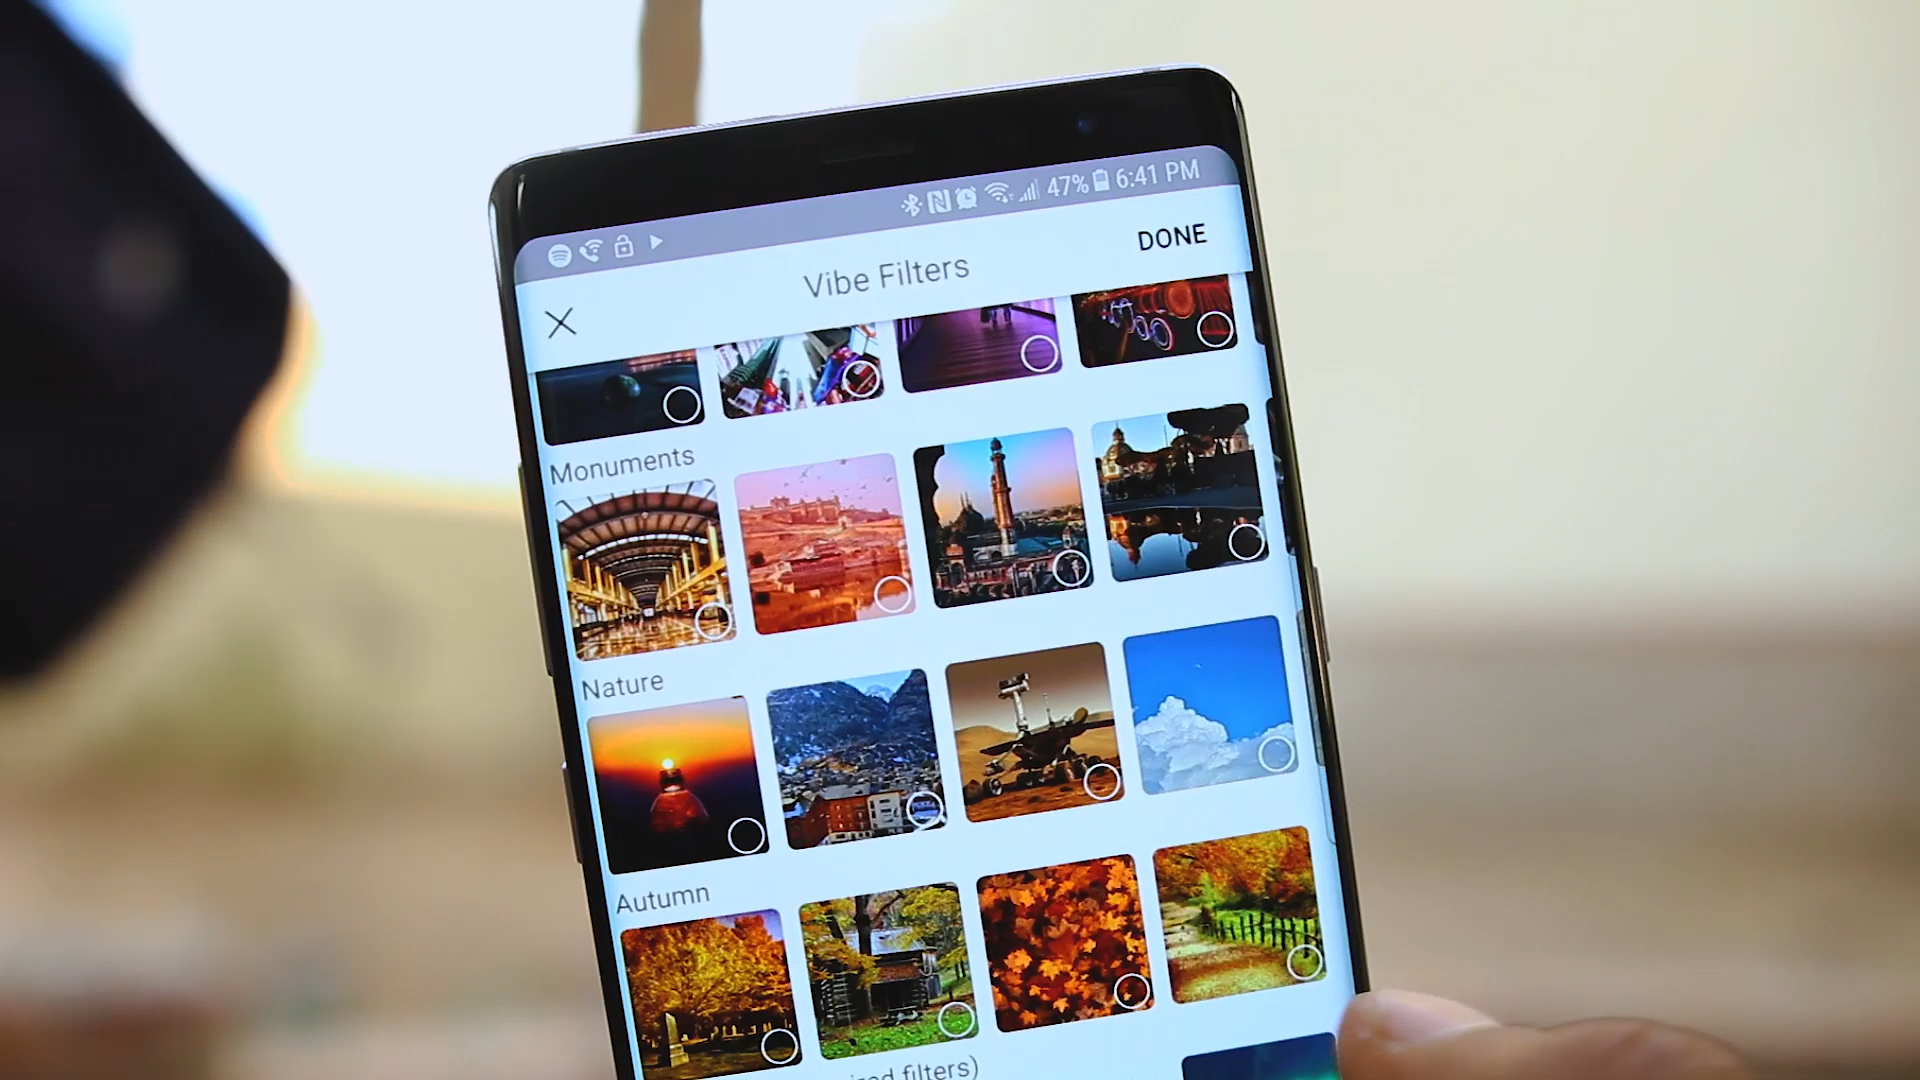 47% 6:41 PM
DONE
Vibe Filters
Monuments
Nature
Autumn
filters)